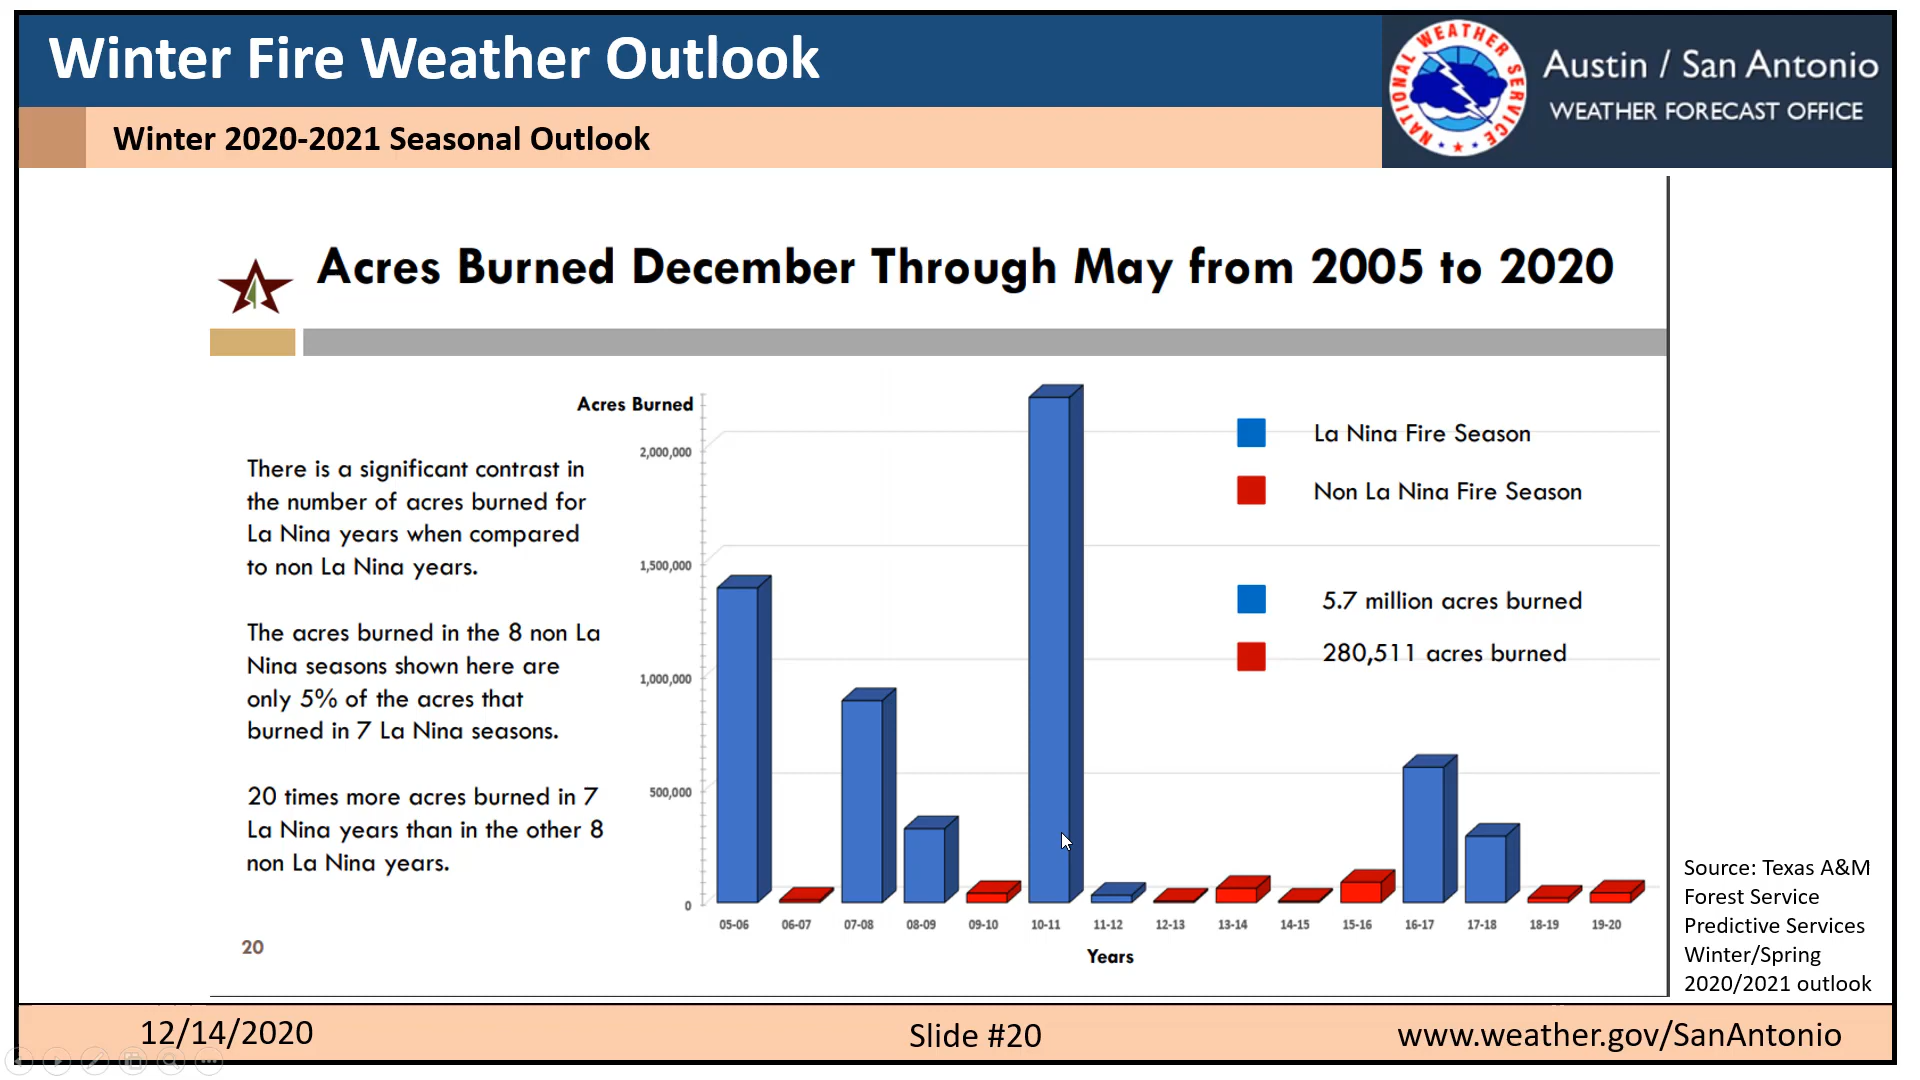 Winter Fire Weather Outlook
NATIONAL WEATHER SERVICE
Austin / San Antonio
WEATHER FORECAST OFFICE
Winter 2020-2021 Seasonal Outlook
Acres Burned December Through May from 2005 to 2020
There is a significant contrast in
the number of acres burned for
La Nina years when compared
to non La Nina years.
The acres burned in the 8 non La
Nina seasons shown here are
only 5% of the acres that
burned in 7 La Nina seasons.
20 times more acres burned in 7
La Nina years than in the other 8
non La Nina years.
20
Acres Burned
2,000,000
1,500,000
1,000,000
500,000
0
05-06 06-07 07-08 08-09 09-10 10-11 11-12 12-13 13-14 14-15 15-16 16-17 17-18 18-19 19-20
Years
La Nina Fire Season
Non La Nina Fire Season
5.7 million acres burned
280,511 acres burned
Source: Texas A&M
Forest Service
Predictive Services
Winter/Spring
2020/2021 outlook
12/14/2020
Slide #20
www.weather.gov/SanAntonio